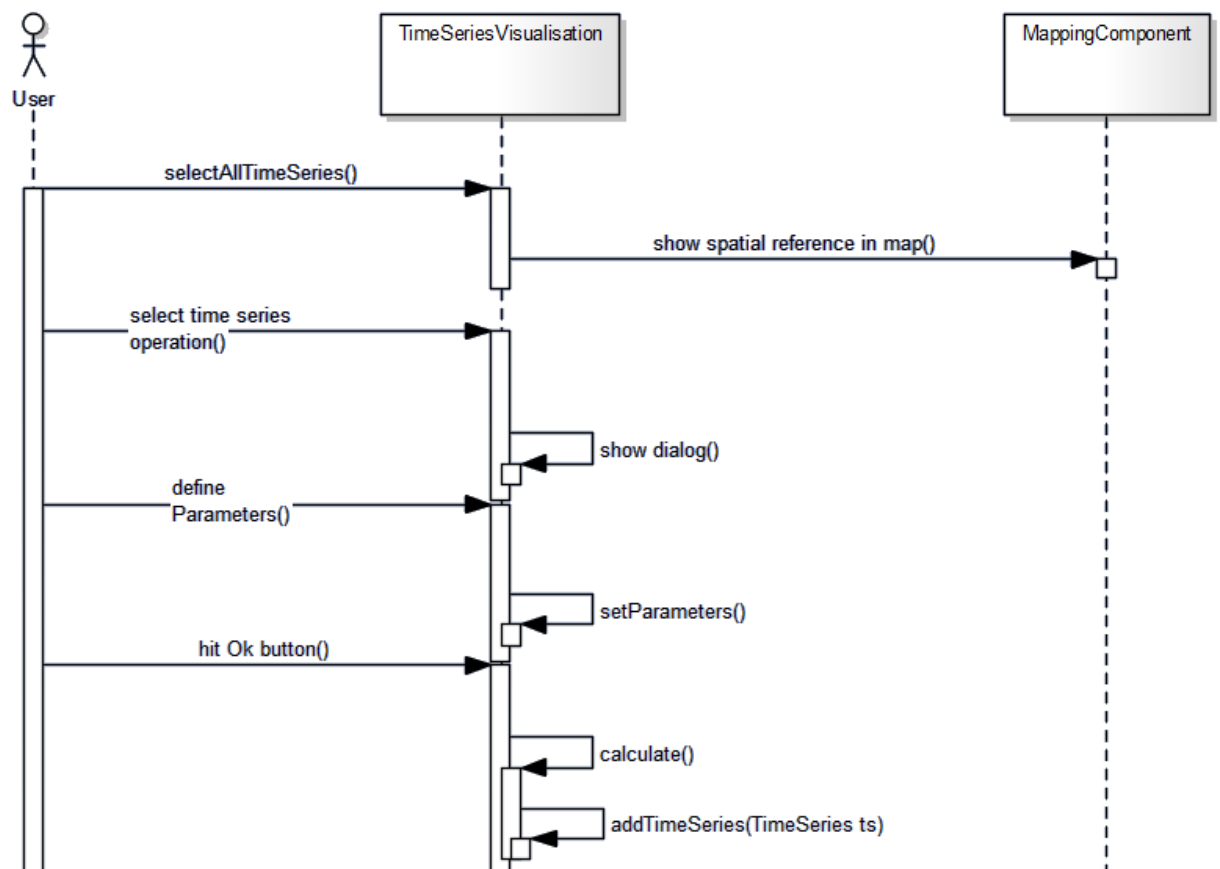 TimeSeriesVisualisation
MappingComponent
User
selectAllTimeSeries()
show spatial reference in map()
select time series
operation()
show dialog()
define
Parameters()
setParameters()
hit Ok button()
calculate()
addTimeSeries(TimeSeries ts)